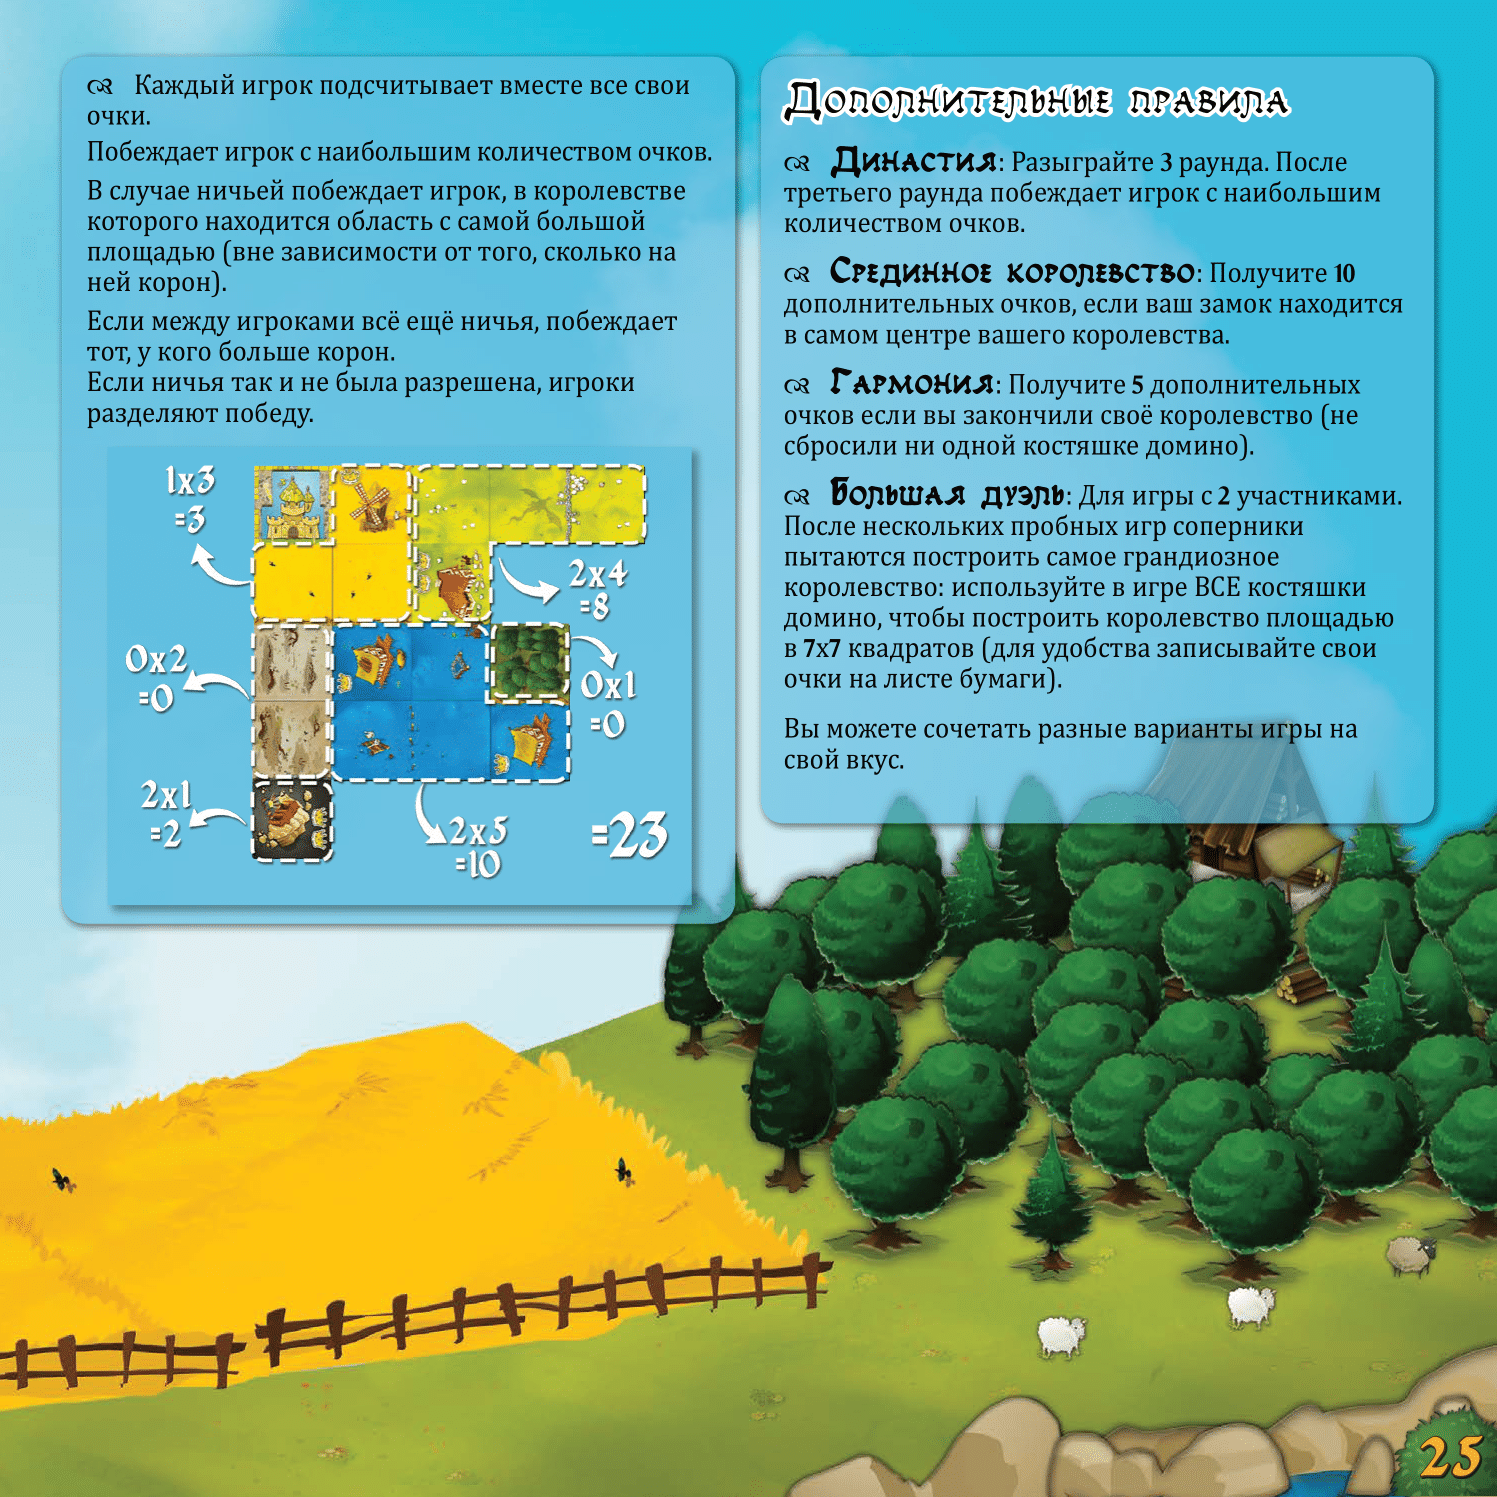 Каждый игрок подсчитывает вместе все свои
очки.
Побеждает игрок с наибольшим количеством очков.
В случае ничьей побеждает игрок, в королевстве
которого находится область с самой большой
площадью (вне зависимости от того, сколько на
ней корон).
Если между игроками всё ещё ничья, побеждает
тот, у кого больше корон.
Если ничья так и не была разрешена, игроки
разделяют победу.
1x3
=3
2x4
=8
0x2
=0
0x1
=0
2x1
=2
2x5
=10
=23
Дополнительные правила
Династия: Разыграйте 3 раунда. После
третьего раунда побеждает игрок с наибольшим
количеством очков.
Срединное королевство: Получите 10
дополнительных очков, если ваш замок находится
в самом центре вашего королевства.
Гармония: Получите 5 дополнительных
очков если вы закончили своё королевство (не
сбросили ни одной костяшке домино).
Большая дуэль: Для игры с 2 участниками.
После нескольких пробных игр соперники
пытаются построить самое грандиозное
королевство: используйте в игре ВСЕ костяшки
домино, чтобы построить королевство площадью
в 7х7 квадратов (для удобства записывайте свои
очки на листе бумаги).
Вы можете сочетать разные варианты игры на
свой вкус.
25